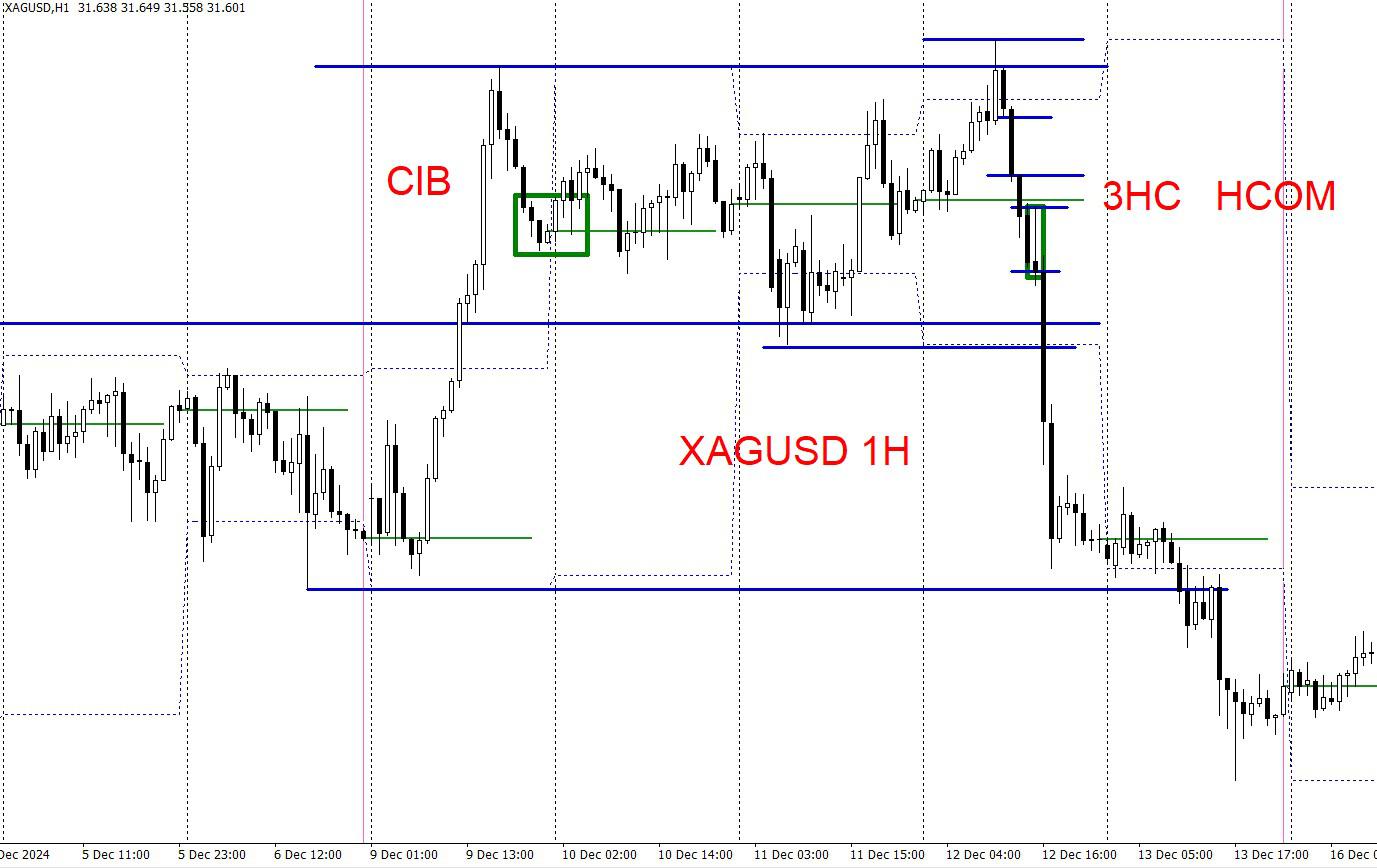 XAGUSD,H1 31.638 31.649 31.558 31.601
CIB
3HC HCOM
XAGUSD 1H
Dec 2024 5 Dec 11:00 5 Dec 23:00 6 Dec 12:00 9 Dec 01:00 9 Dec 13:00 10 Dec 02:00 10 Dec 14:00 11 Dec 03:00 11 Dec 15:00 12 Dec 04:00 12 Dec 16:00 13 Dec 05:00 13 Dec 17:00 16 Dec